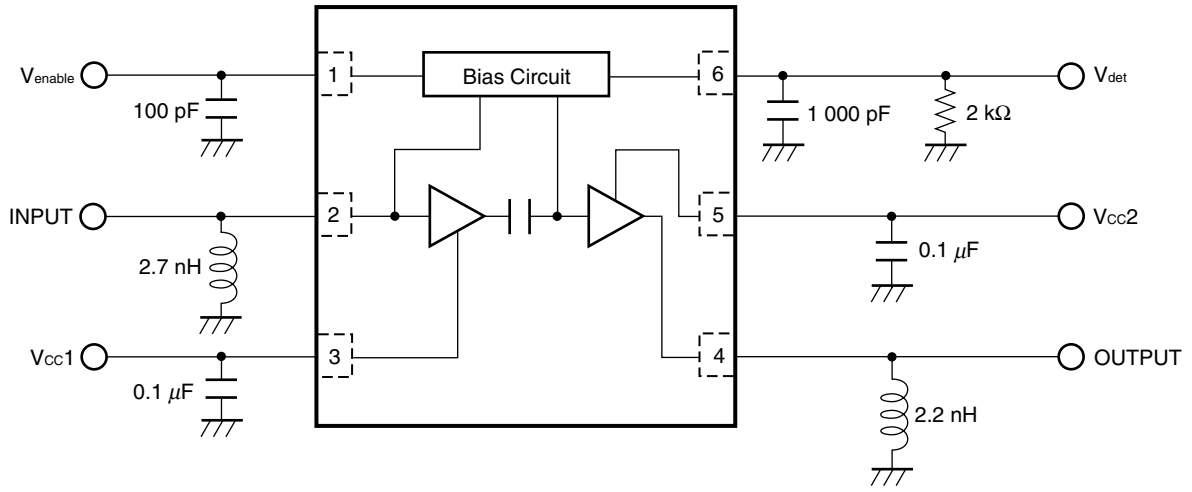 Venable
1
Bias Circuit
6
Vdet
100 pF
1 000 pF
2 kΩ
INPUT
2
5
VCC2
2.7 nH
0.1 μF
VCC1
3
4
OUTPUT
0.1 μF
2.2 nH